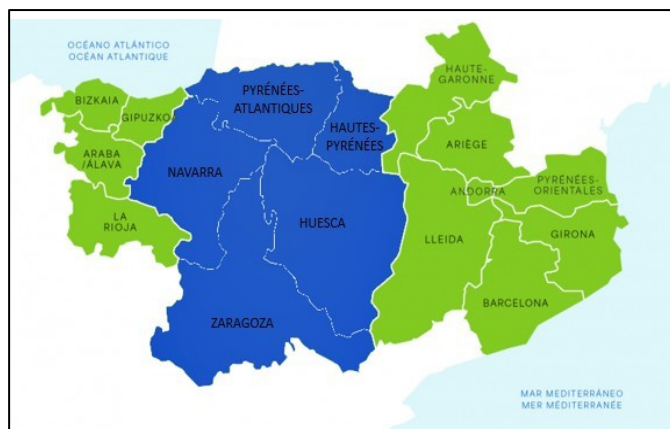 OCÉANO ATLÁNTICO
OCÉAN ATLANTIQUE
HAUTE-
GARONNE
PYRÉNÉES-
ATLANTIQUES
BIZKAIA
GIPUZKO
HAUTES-
PYRÉNÉES
ARIÈGE
ARABA
/ÁLAVA
NAVARRA
ANDORRA
PYRÉNÉES-
ORIENTALES
LA
RIOJA
HUESCA
LLEIDA
GIRONA
BARCELONA
ZARAGOZA
MAR MEDITERRÁNEO
MER MÉDITERRANÉE